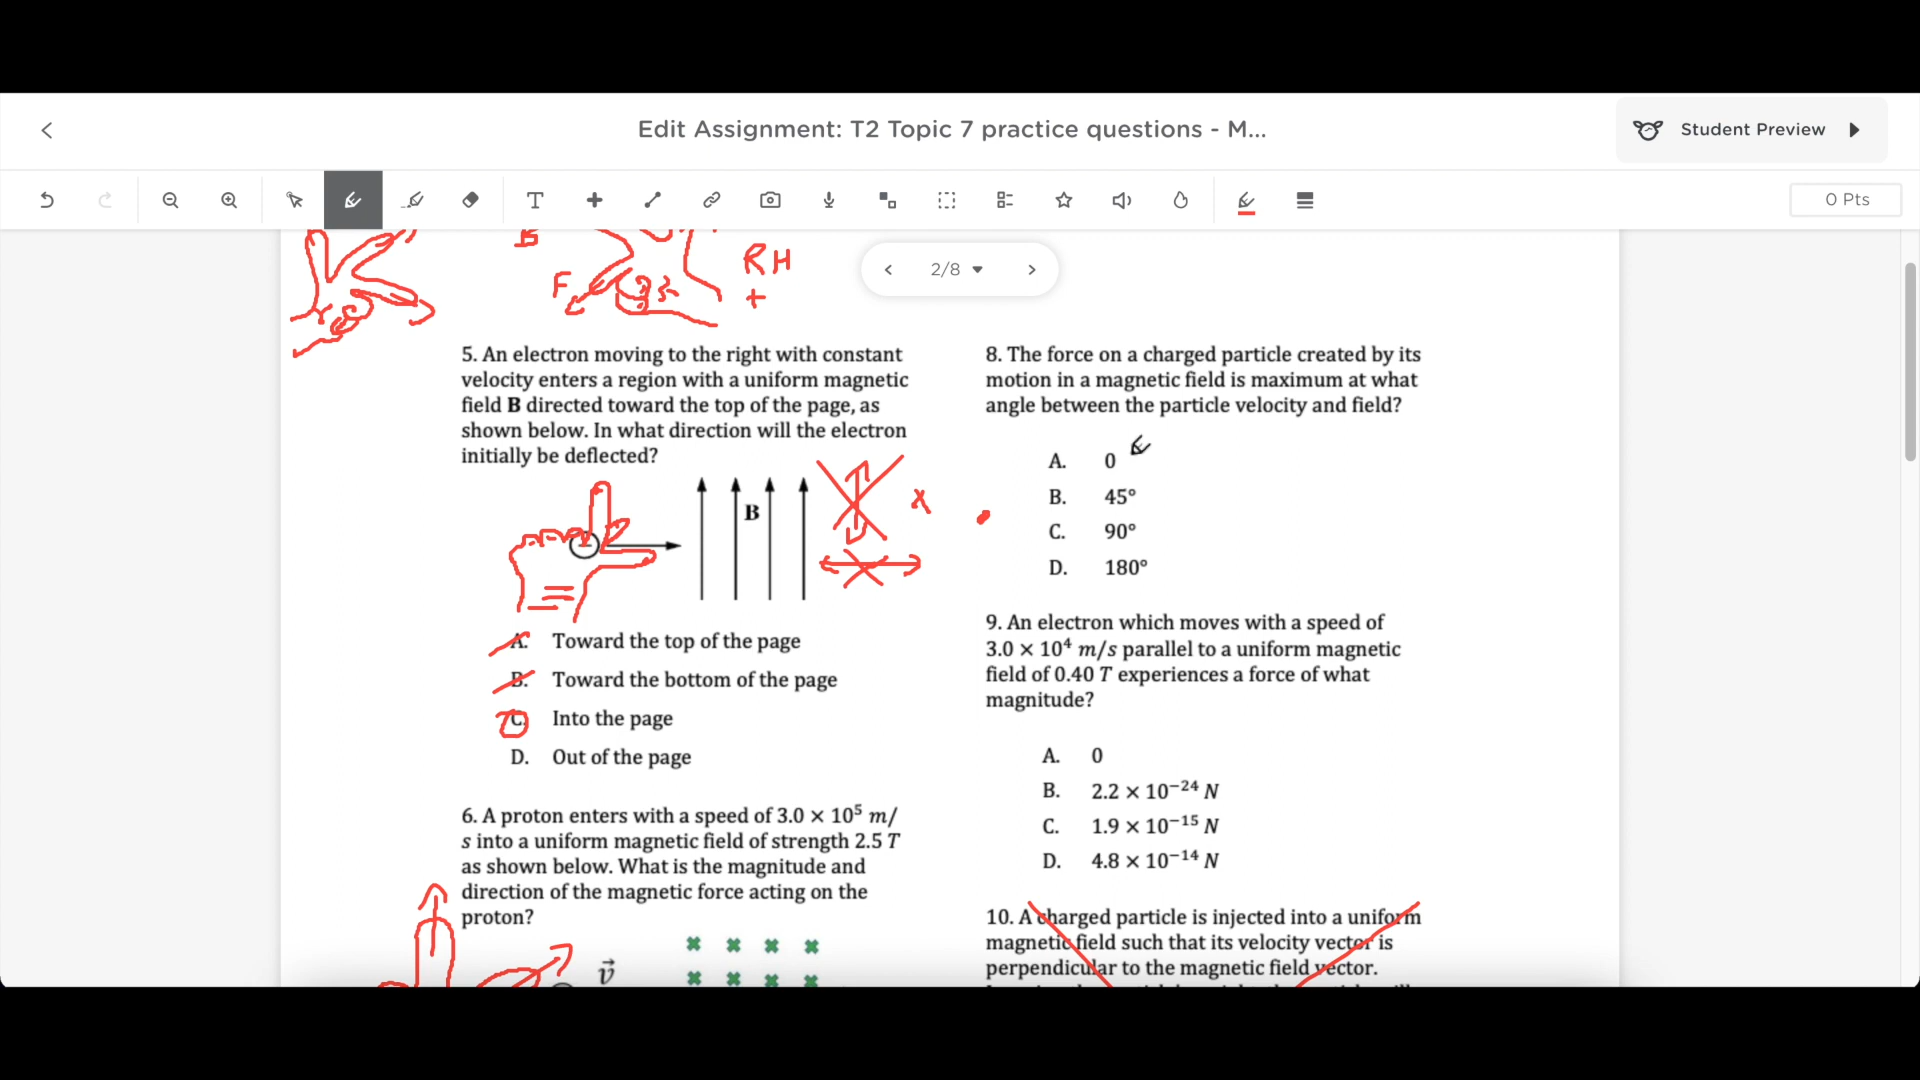 Edit Assignment: T2 Topic 7 practice questions - M...
Student Preview
0 Pts
2/8
B
F
RH
+
5. An electron moving to the right with constant
velocity enters a region with a uniform magnetic
field B directed toward the top of the page, as
shown below. In what direction will the electron
initially be deflected?
B
A. Toward the top of the page
B. Toward the bottom of the page
C. Into the page
D. Out of the page
6. A proton enters with a speed of 3.0 × 10⁵ m/
s into a uniform magnetic field of strength 2.5 T
as shown below. What is the magnitude and
direction of the magnetic force acting on the
proton?
v⃗
8. The force on a charged particle created by its
motion in a magnetic field is maximum at what
angle between the particle velocity and field?
A. 0
B. 45°
C. 90°
D. 180°
9. An electron which moves with a speed of
3.0 × 10⁴ m/s parallel to a uniform magnetic
field of 0.40 T experiences a force of what
magnitude?
A. 0
B. 2.2 × 10⁻²⁴ N
C. 1.9 × 10⁻¹⁵ N
D. 4.8 × 10⁻¹⁴ N
10. A charged particle is injected into a uniform
magnetic field such that its velocity vector is
perpendicular to the magnetic field vector.